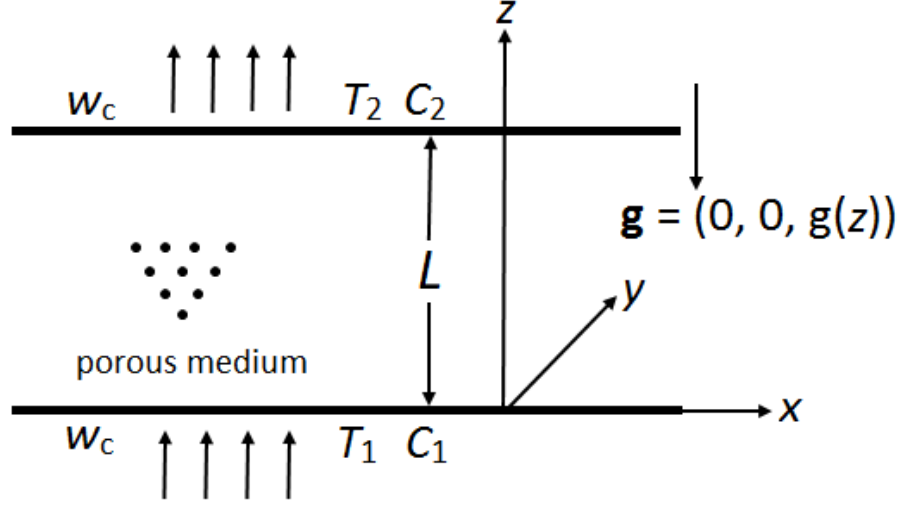 z
w_c T_2 C_2
g = (0, 0, g(z))
L
y
porous medium
x
w_c T_1 C_1